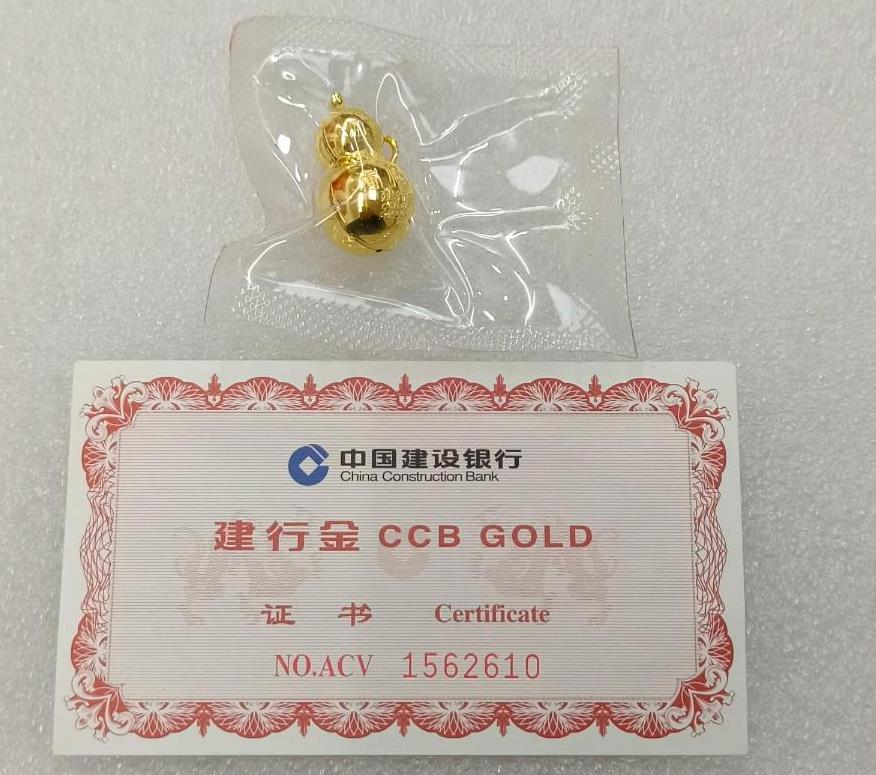 中国建设银行
China Construction Bank
建行金 CCB GOLD
证 书 Certificate
NO.ACV 1562610